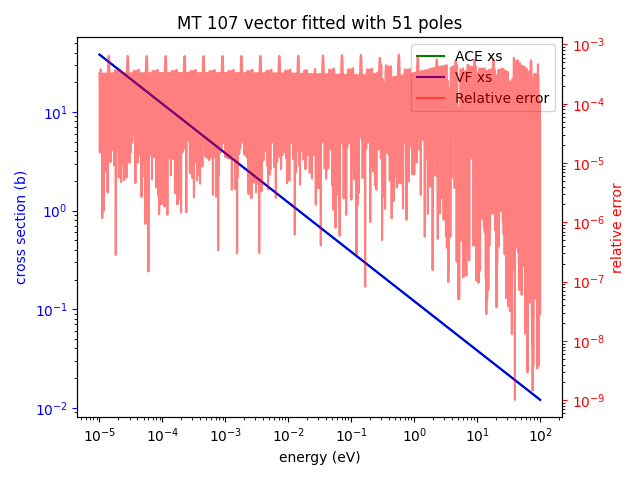 MT 107 vector fitted with 51 poles
ACE xs
VF xs
Relative error
cross section (b)
10¹
10⁰
10⁻¹
10⁻²
relative error
10⁻³
10⁻⁴
10⁻⁵
10⁻⁶
10⁻⁷
10⁻⁸
10⁻⁹
10⁻⁵ 10⁻⁴ 10⁻³ 10⁻² 10⁻¹ 10⁰ 10¹ 10²
energy (eV)